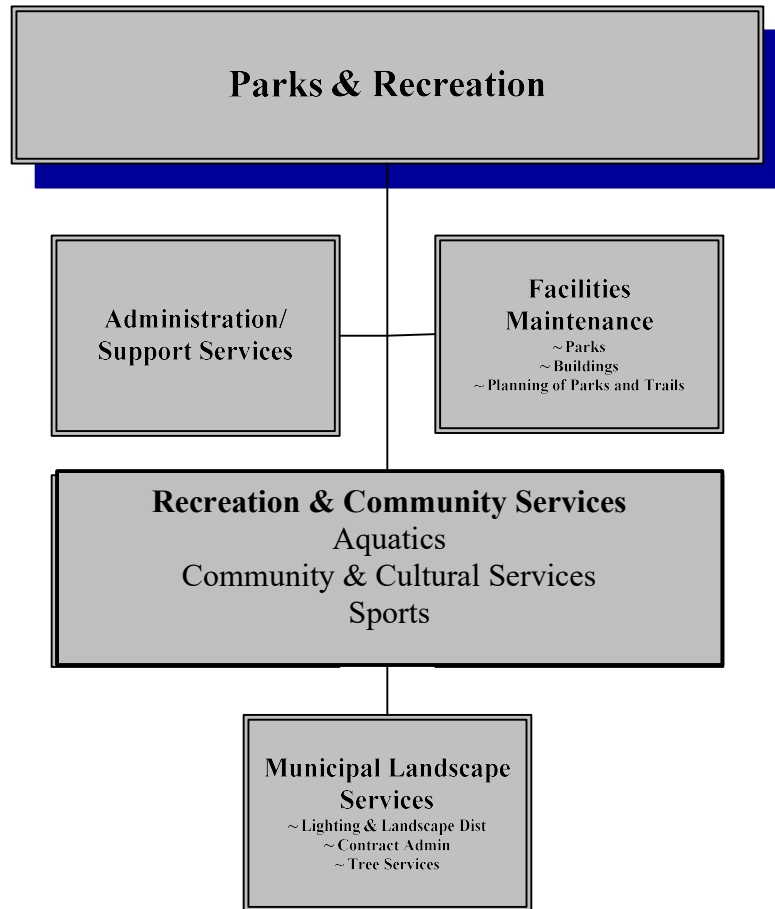 Parks & Recreation
Administration/
Support Services
Facilities
Maintenance
~ Parks
~ Buildings
~ Planning of Parks and Trails
Recreation & Community Services
Aquatics
Community & Cultural Services
Sports
Municipal Landscape
Services
~ Lighting & Landscape Dist
~ Contract Admin
~ Tree Services